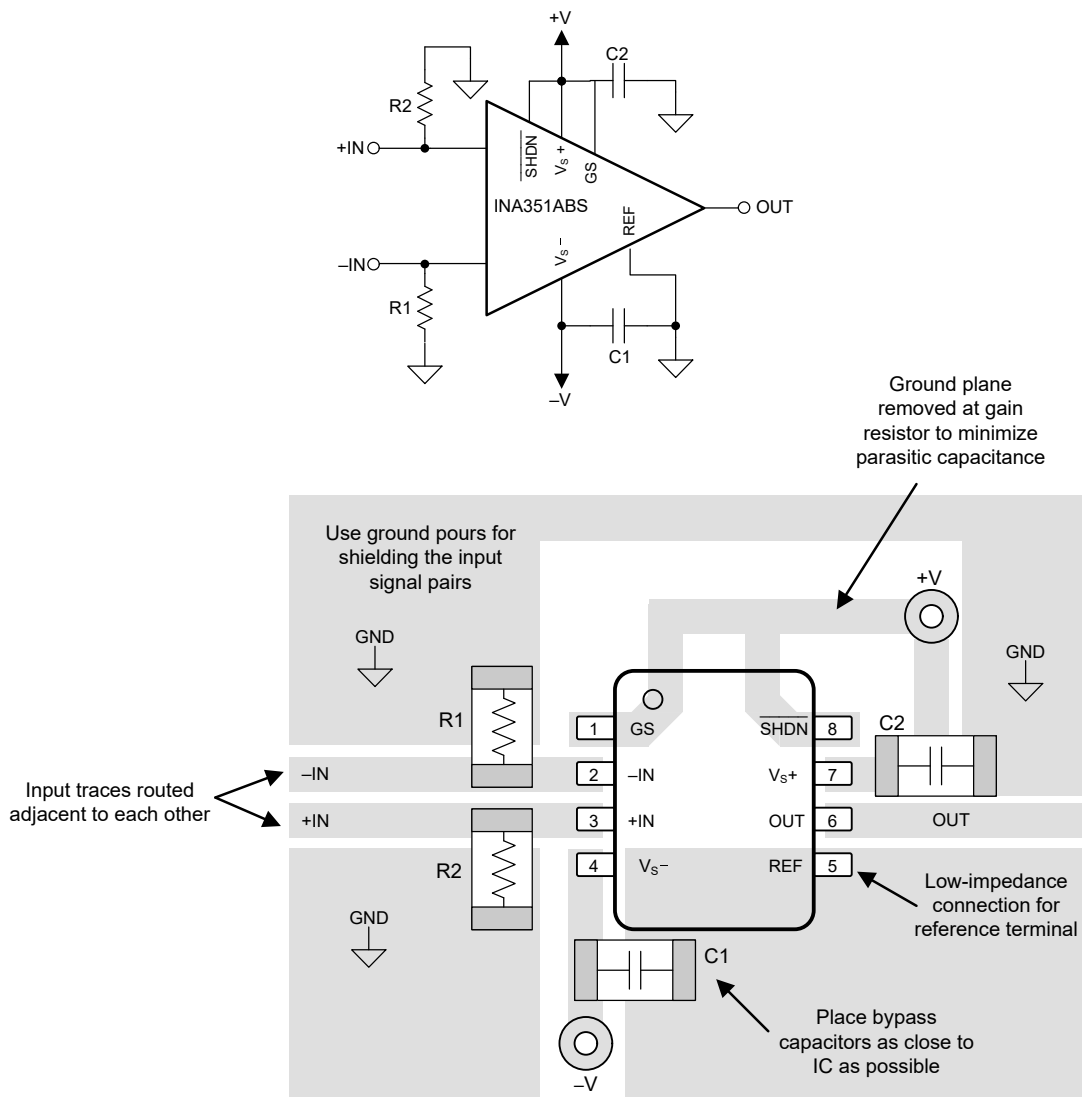 +V
C2
R2
+IN
SHDN
VS +
GS
INA351ABS
OUT
REF
VS –
–IN
R1
C1
–V
Ground plane
removed at gain
resistor to minimize
parasitic capacitance
Use ground pours for
shielding the input
signal pairs
+V
GND
GND
R1
1
GS
SHDN
8
C2
Input traces routed
adjacent to each other
–IN
2
–IN
VS+
7
+IN
3
+IN
OUT
6
OUT
R2
4
VS–
REF
5
Low-impedance
connection for
reference terminal
GND
C1
Place bypass
capacitors as close to
IC as possible
–V